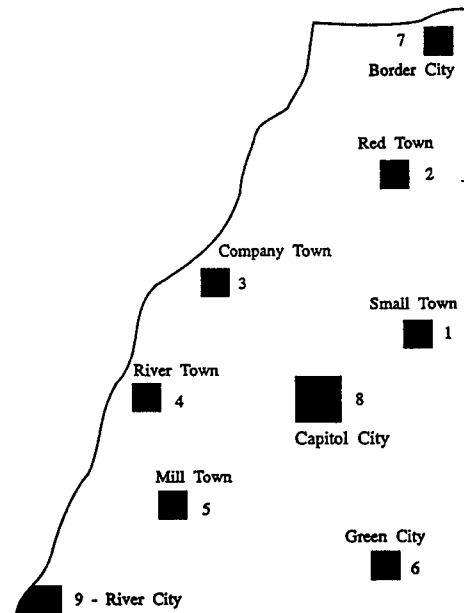 7
Border City
Red Town
2
Company Town
3
Small Town
1
River Town
4
8
Capitol City
Mill Town
5
Green City
6
9 - River City